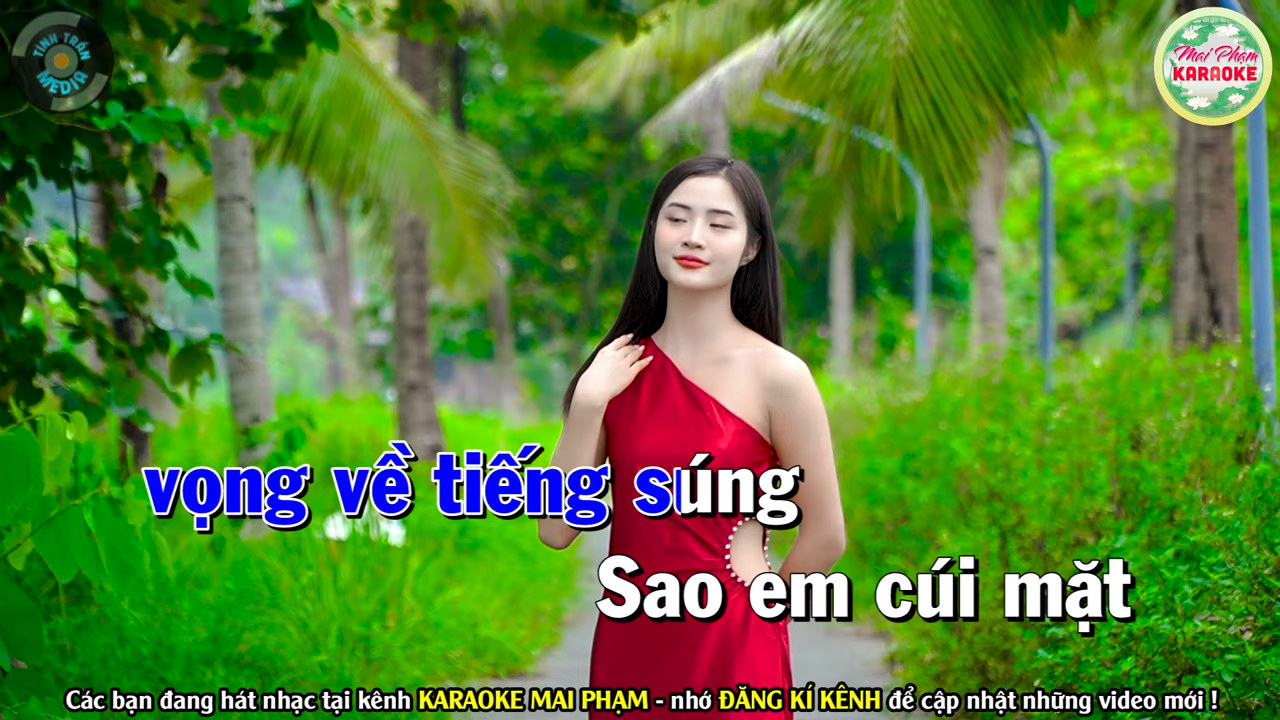 TÌNH TRẦN
MEDIA
Mai Phạm
KARAOKE
vọng về tiếng súng
Sao em cúi mặt
Các bạn đang hát nhạc tại kênh KARAOKE MAI PHẠM - nhớ ĐĂNG KÍ KÊNH để cập nhật những video mới !